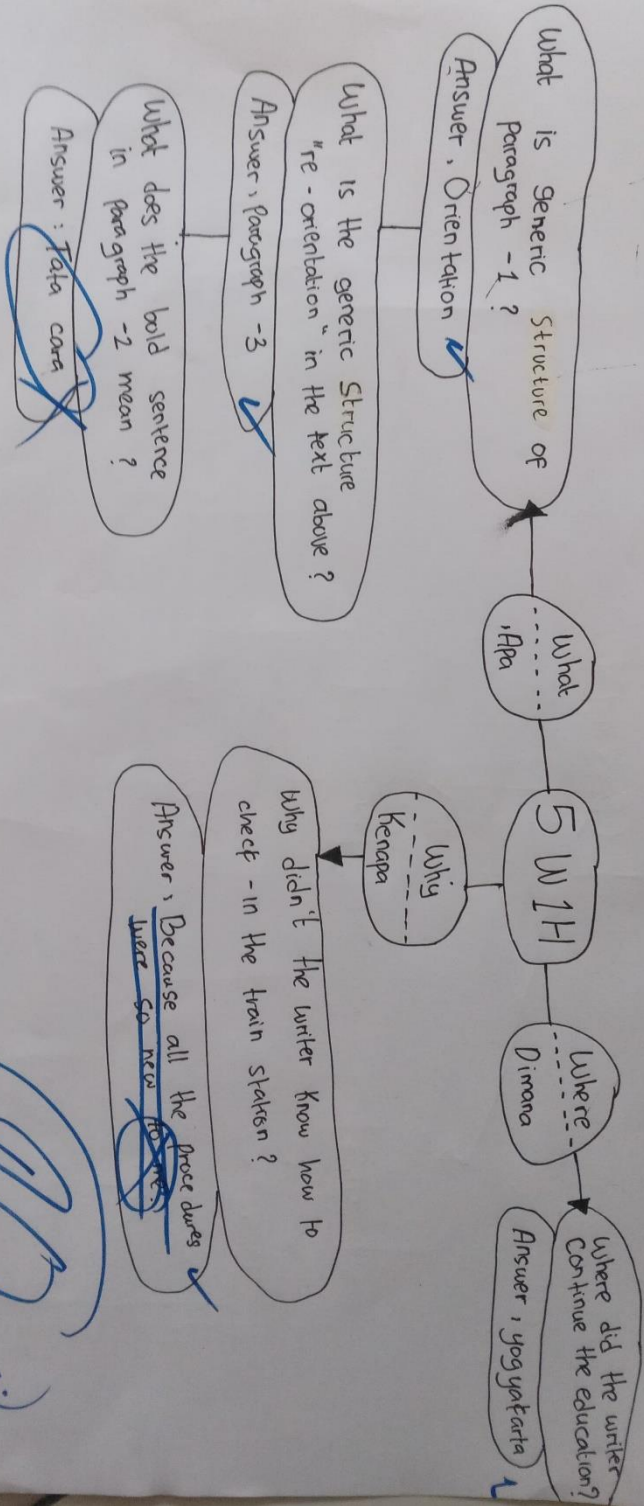 5 W 1H
What
,Apa
What is generic Structure of
Paragraph -1 ?
Answer, Orientation
What is the generic Structure
"re-orientation" in the text above ?
Answer, Paragraph -3
What does the bold sentence
in paragraph -2 mean ?
Answer : Tata cara
Why
Kenapa
Why didn't the writer know how to
check-in the train station ?
Answer, Because all the procedures
were so new to me.
Where
Dimana
Where did the writer
Continue the education?
Answer, yogyakarta